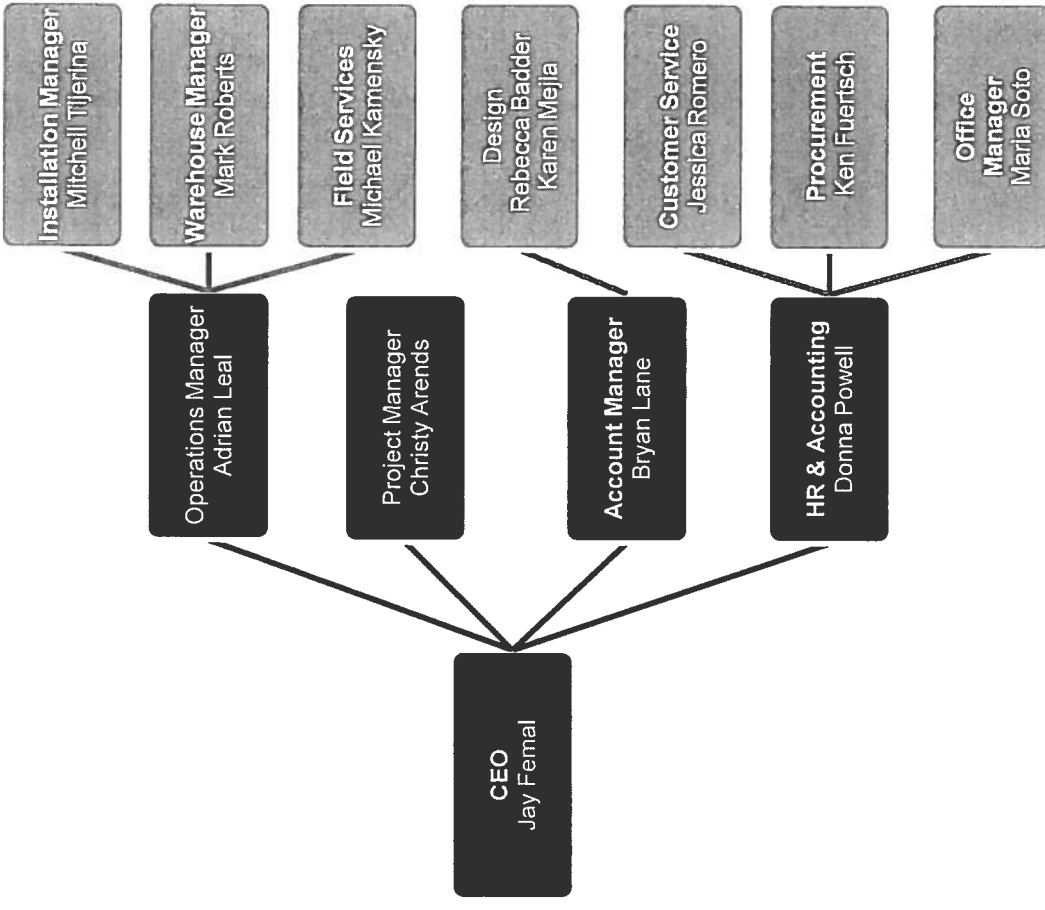 CEO
Jay Femal
Operations Manager
Adrian Leal
Project Manager
Christy Arends
Account Manager
Bryan Lane
HR & Accounting
Donna Powell
Installation Manager
Mitchell Tijerina
Warehouse Manager
Mark Roberts
Field Services
Michael Kamensky
Design
Rebecca Badder
Karen Mejla
Customer Service
Jessica Romero
Procurement
Ken Fuertsch
Office
Manager
Maria Soto